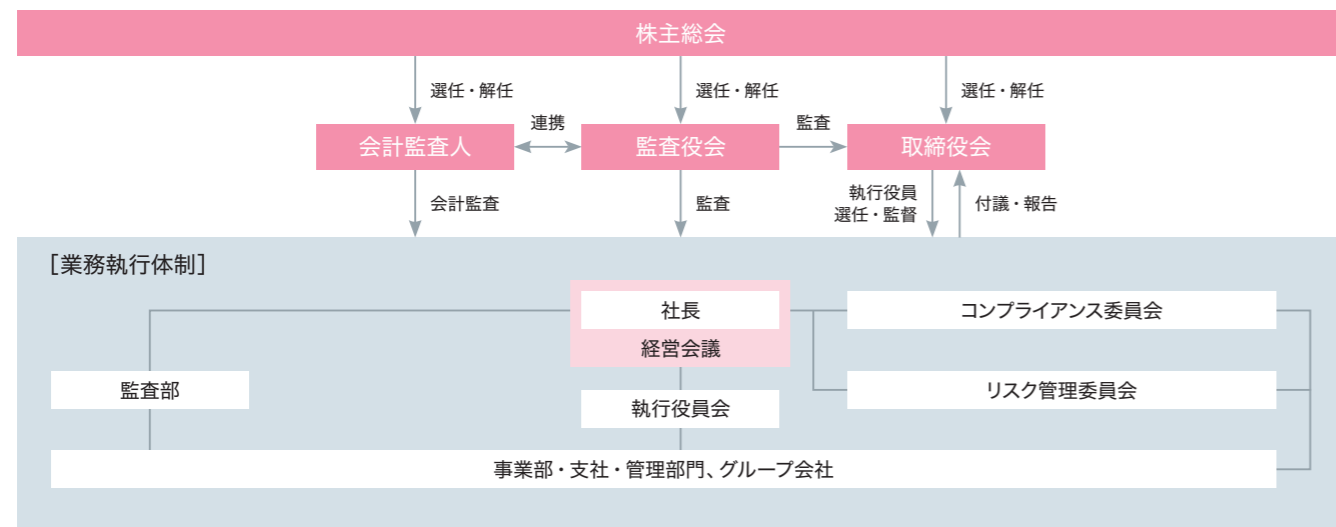 株主総会
選任・解任
選任・解任
選任・解任
会計監査人
連携
監査役会
監査
取締役会
会計監査
監査
執行役員
選任・監督
付議・報告
［業務執行体制］
社長
コンプライアンス委員会
経営会議
監査部
リスク管理委員会
執行役員会
事業部・支社・管理部門、グループ会社